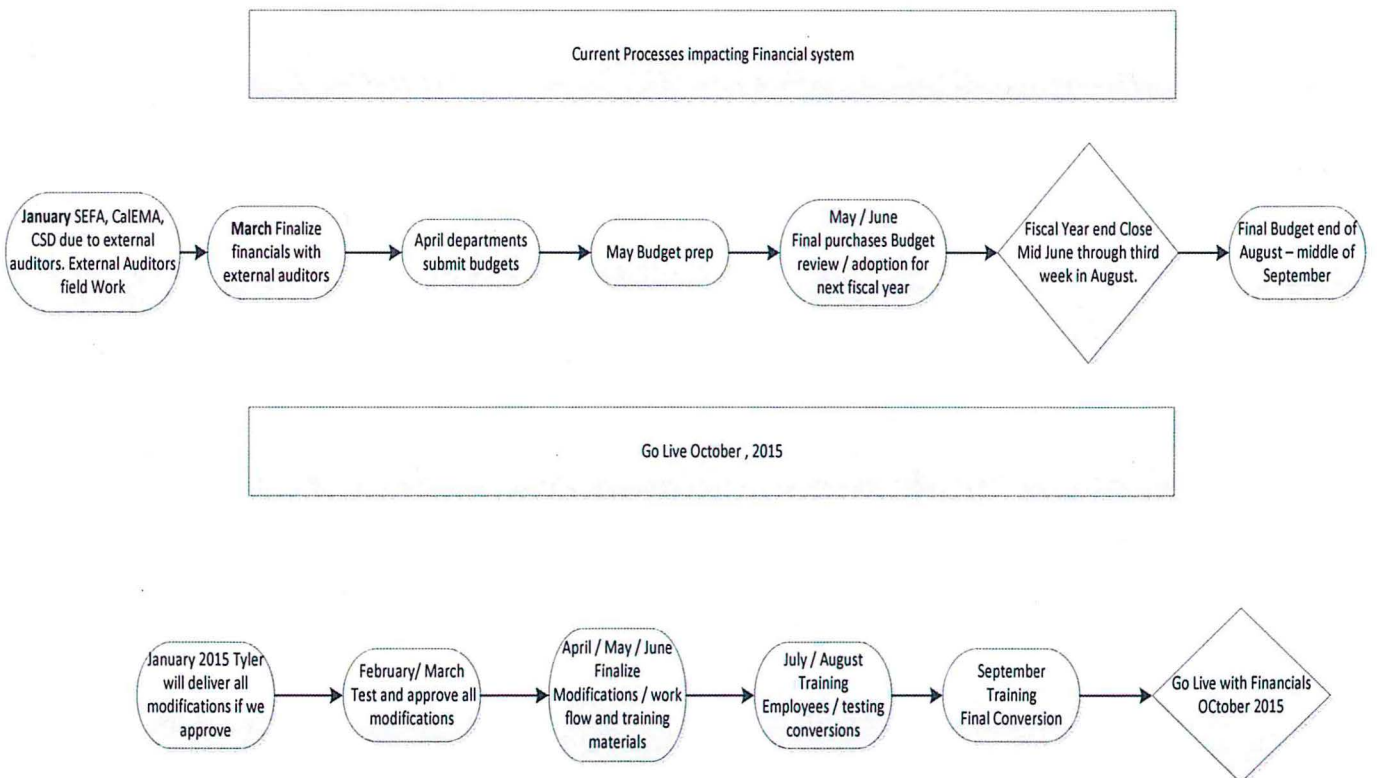 Current Processes impacting Financial system
January SEFA, CalEMA,
CSD due to external
auditors. External Auditors
field Work
March Finalize
financials with
external auditors
April departments
submit budgets
May Budget prep
May / June
Final purchases Budget
review / adoption for
next fiscal year
Fiscal Year end Close
Mid June through third
week in August.
Final Budget end of
August – middle of
September
Go Live October , 2015
January 2015 Tyler
will deliver all
modifications if we
approve
February/ March
Test and approve all
modifications
April / May / June
Finalize
Modifications / work
flow and training
materials
July / August
Training
Employees / testing
conversions
September
Training
Final Conversion
Go Live with Financials
OCtober 2015